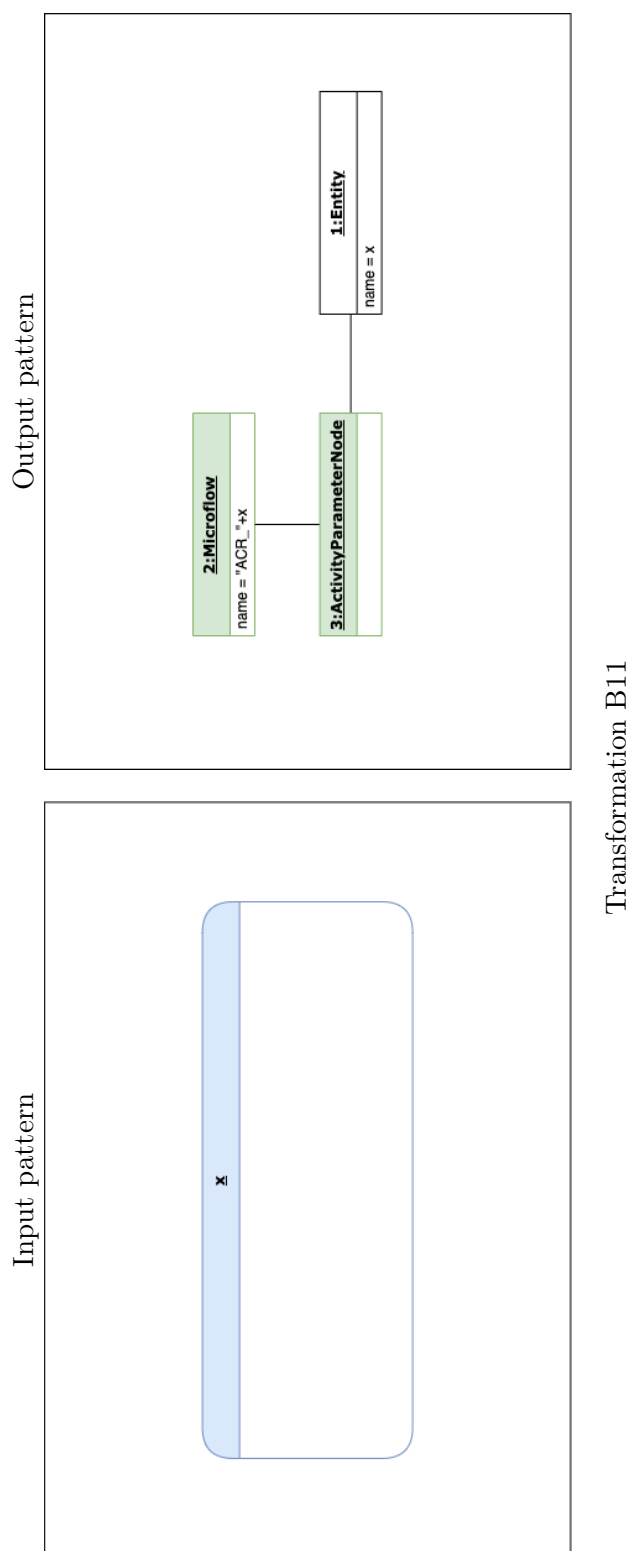 Input pattern
x
Output pattern
2:Microflow
name = "ACR_"+x
3:ActivityParameterNode
1:Entity
name = x
Transformation B11